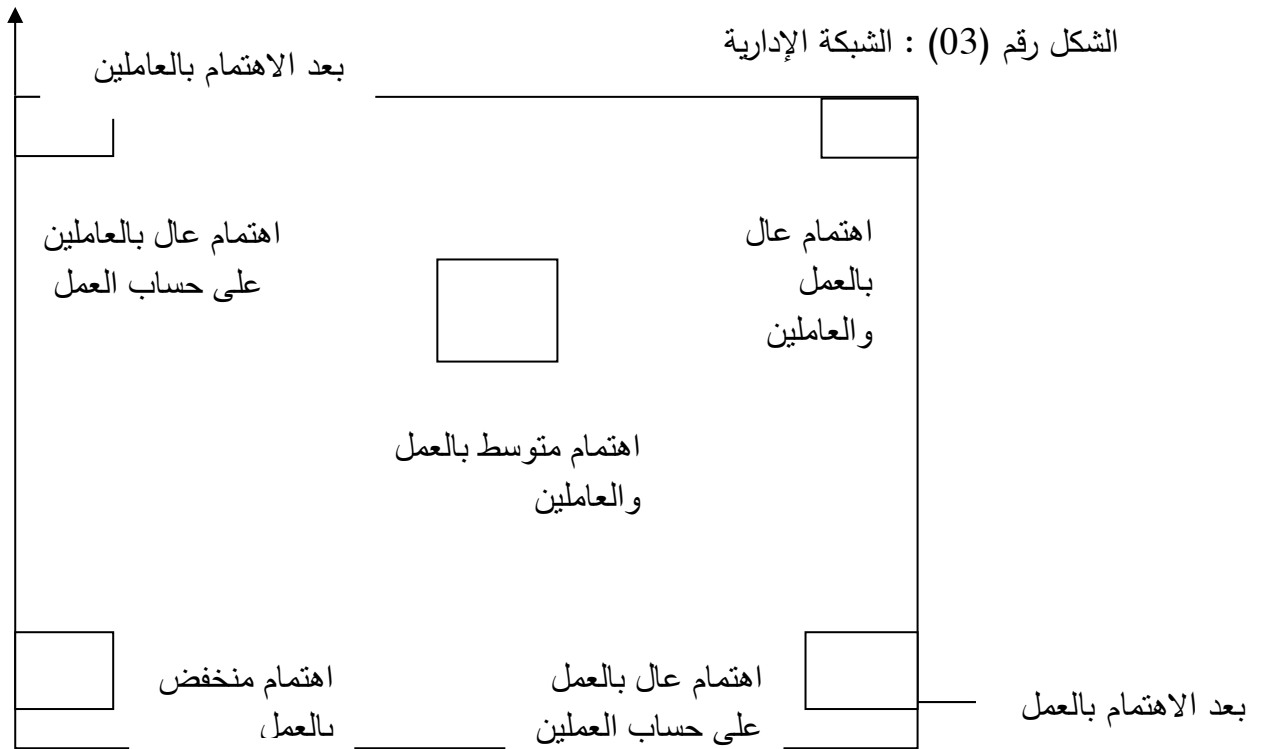 الشكل رقم (03) : الشبكة الإدارية
بعد الاهتمام بالعاملين
اهتمام عال
بالعمل
والعاملين
اهتمام عال بالعاملين
على حساب العمل
اهتمام متوسط بالعمل
والعاملين
اهتمام عال بالعمل
على حساب العملين
اهتمام منخفض
بالعمل
بعد الاهتمام بالعمل